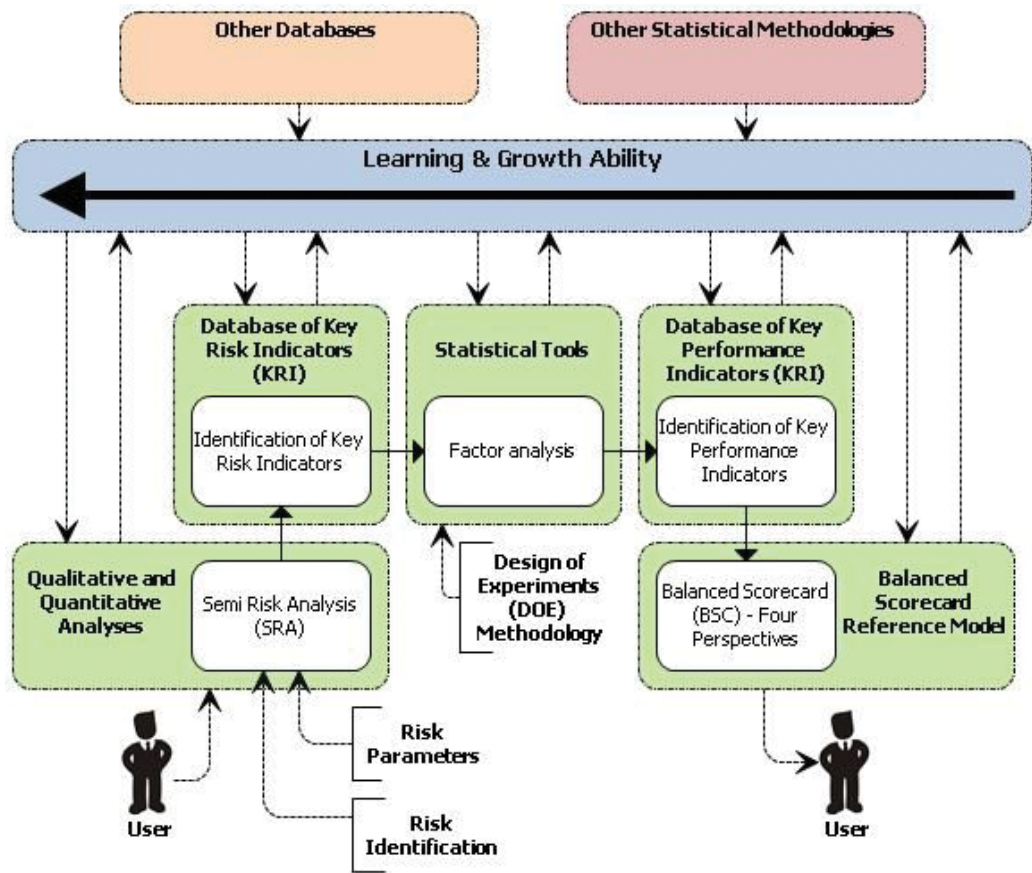 Other Databases
Other Statistical Methodologies
Learning & Growth Ability
Database of Key
Risk Indicators
(KRI)
Identification of Key
Risk Indicators
Statistical Tools
Factor analysis
Database of Key
Performance
Indicators (KRI)
Identification of Key
Performance
Indicators
Qualitative and
Quantitative
Analyses
Semi Risk Analysis
(SRA)
Design of
Experiments
(DOE)
Methodology
Balanced Scorecard
(BSC) - Four
Perspectives
Balanced
Scorecard
Reference Model
User
Risk
Parameters
Risk
Identification
User